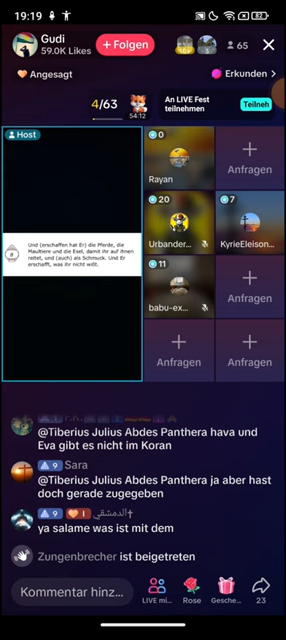 19:19
82
Gudi
59.0K Likes
+ Folgen
65
Angesagt
Erkunden >
4/63
54:12
An LIVE Fest
teilnehmen
Teilneh
Host
0
Rayan
Anfragen
20
Urbander...
7
KyrieEleison...
11
babu-ex...
Anfragen
Anfragen
Anfragen
Und (erschaffen hat Er) die Pferde, die
Maultiere und die Esel, damit ihr auf ihnen
reitet, und (auch) als Schmuck. Und Er
erschafft, was ihr nicht wißt.
8
@Tiberius Julius Abdes Panthera hava und
Eva gibt es nicht im Koran
9 Sara
@Tiberius Julius Abdes Panthera ja aber hast
doch gerade zugegeben
9 1 الدمشقي✝
ya salame was ist mit dem
Zungenbrecher ist beigetreten
Kommentar hinz...
LIVE mi...
Rose
Gesche...
23